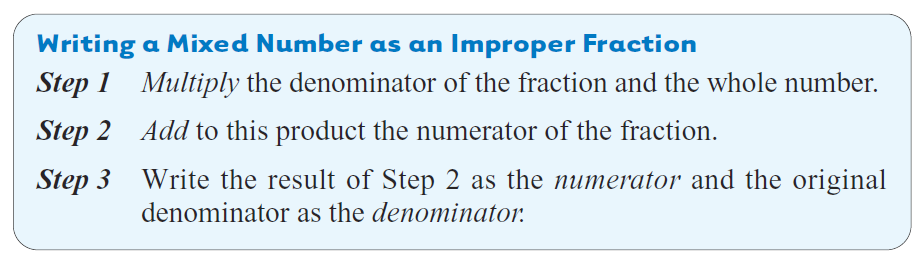 Writing a Mixed Number as an Improper Fraction
Step 1 Multiply the denominator of the fraction and the whole number.
Step 2 Add to this product the numerator of the fraction.
Step 3 Write the result of Step 2 as the numerator and the original
denominator as the denominator.